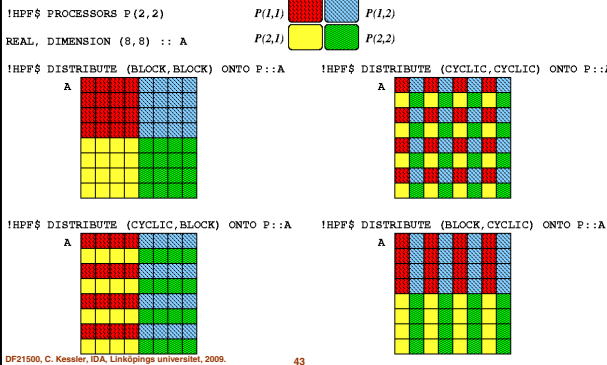 !HPF$ PROCESSORS P(2,2)
P(1,1) P(1,2)
REAL, DIMENSION (8,8) :: A
P(2,1) P(2,2)
!HPF$ DISTRIBUTE (BLOCK,BLOCK) ONTO P::A
!HPF$ DISTRIBUTE (CYCLIC,CYCLIC) ONTO P::A
A
A
!HPF$ DISTRIBUTE (CYCLIC,BLOCK) ONTO P::A
!HPF$ DISTRIBUTE (BLOCK,CYCLIC) ONTO P::A
A
A
DF21500, C. Kessler, IDA, Linköpings universitet, 2009.
43